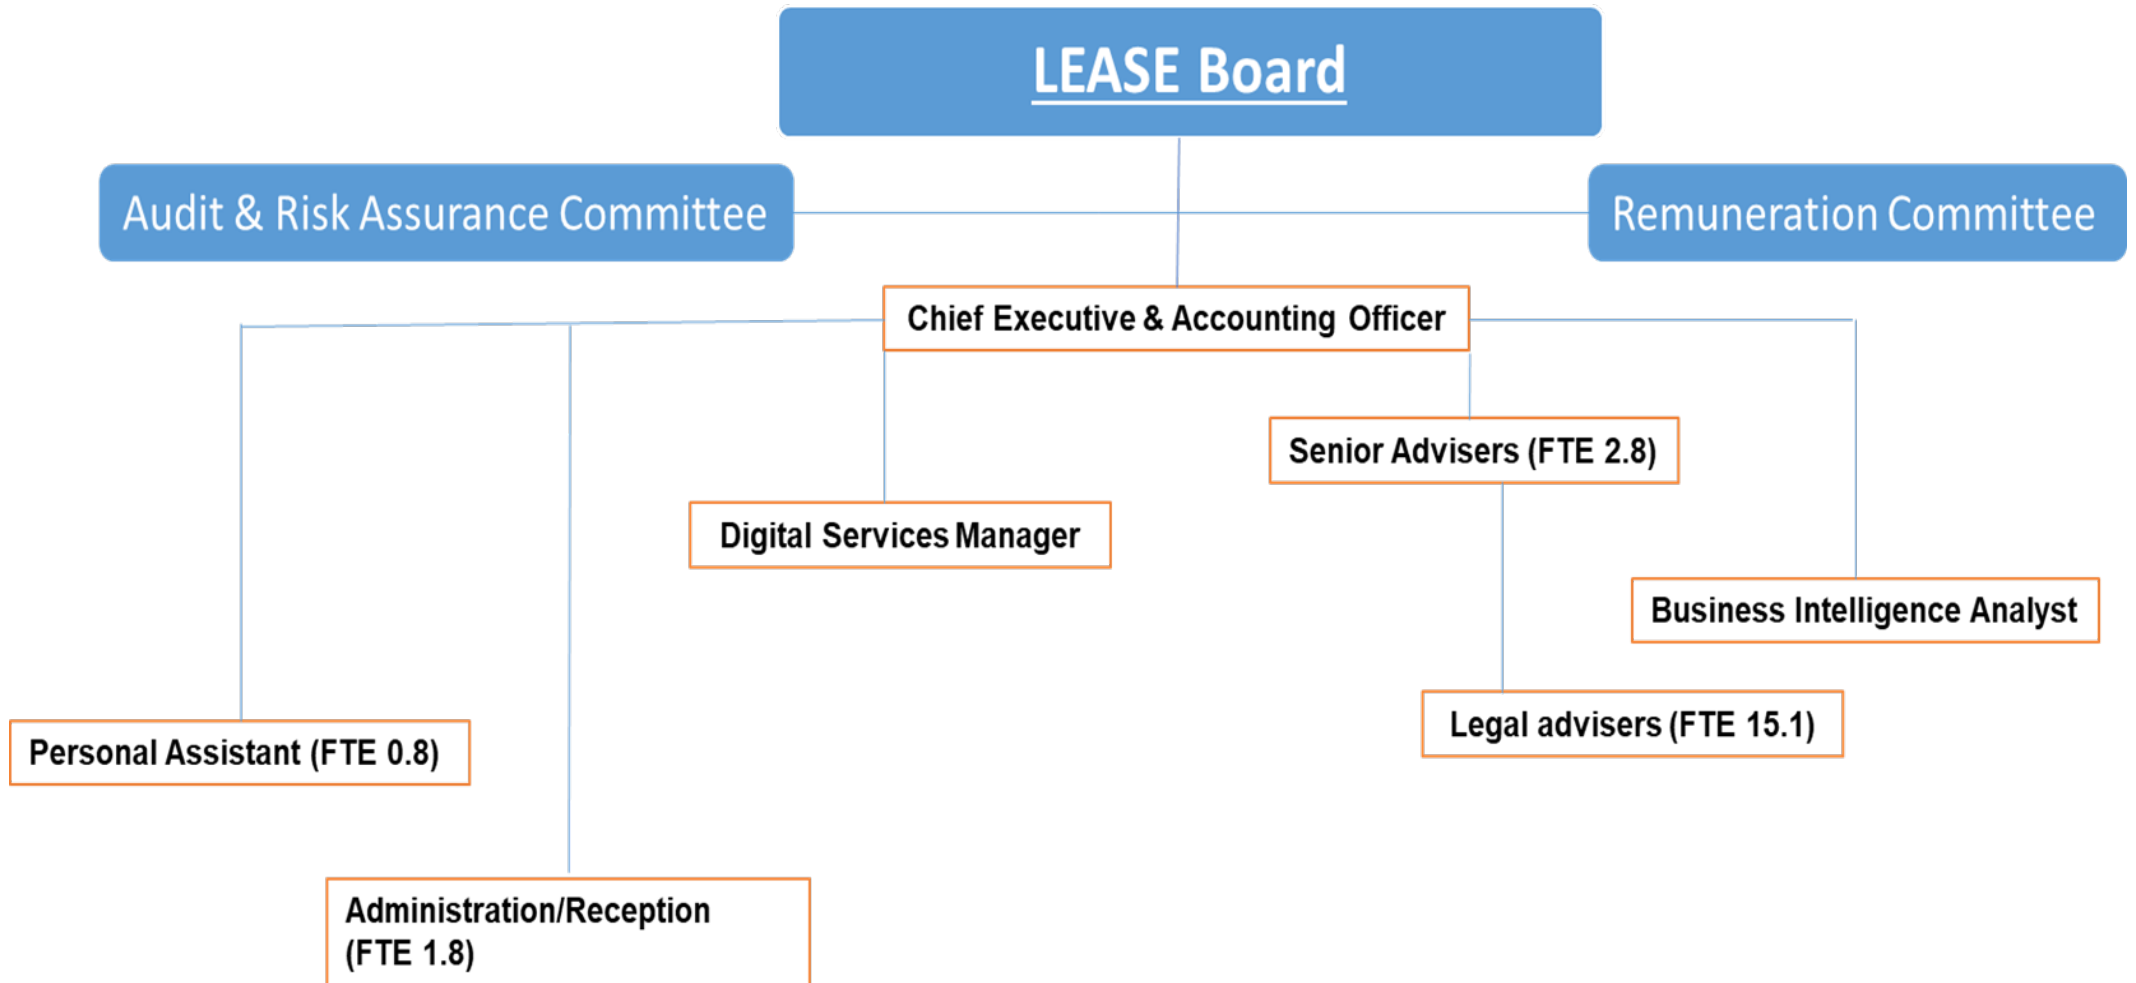 LEASE Board
Audit & Risk Assurance Committee
Remuneration Committee
Chief Executive & Accounting Officer
Senior Advisers (FTE 2.8)
Digital Services Manager
Business Intelligence Analyst
Legal advisers (FTE 15.1)
Personal Assistant (FTE 0.8)
Administration/Reception
(FTE 1.8)